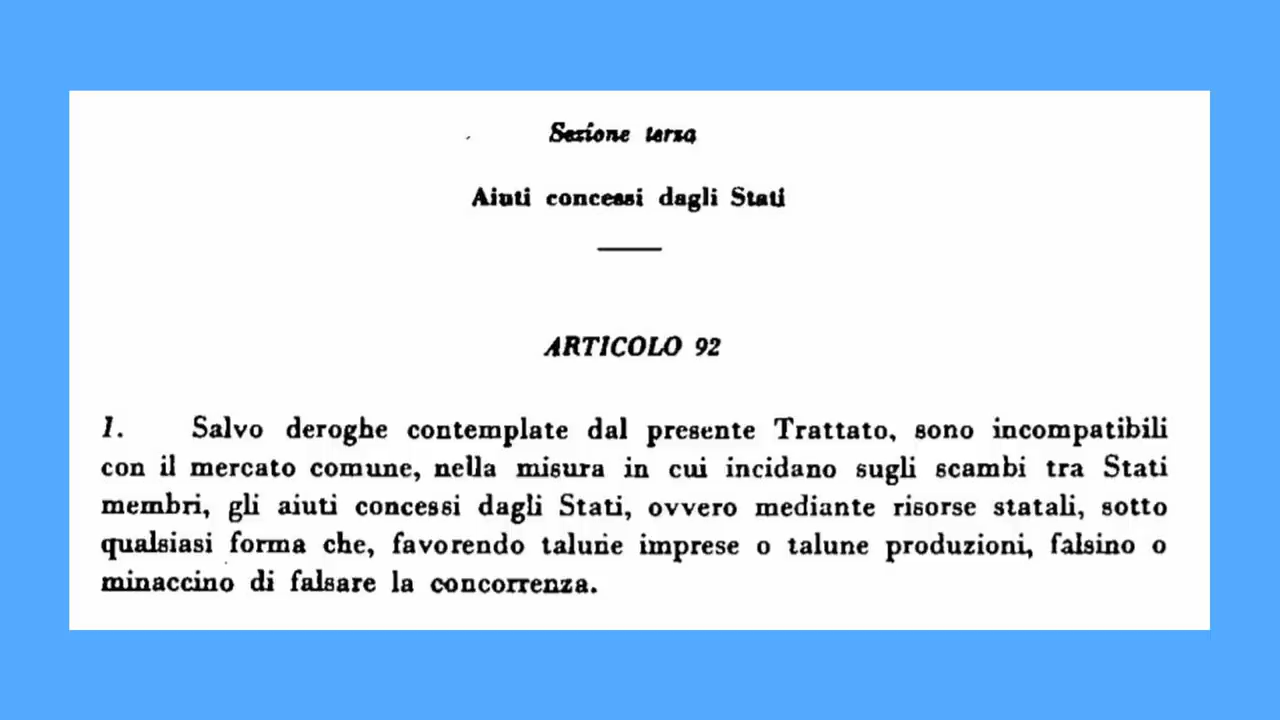 Sezione terza
Aiuti concessi dagli Stati
ARTICOLO 92
1. Salvo deroghe contemplate dal presente Trattato, sono incompatibili
con il mercato comune, nella misura in cui incidano sugli scambi tra Stati
membri, gli aiuti concessi dagli Stati, ovvero mediante risorse statali, sotto
qualsiasi forma che, favorendo talune imprese o talune produzioni, falsino o
minaccino di falsare la concorrenza.